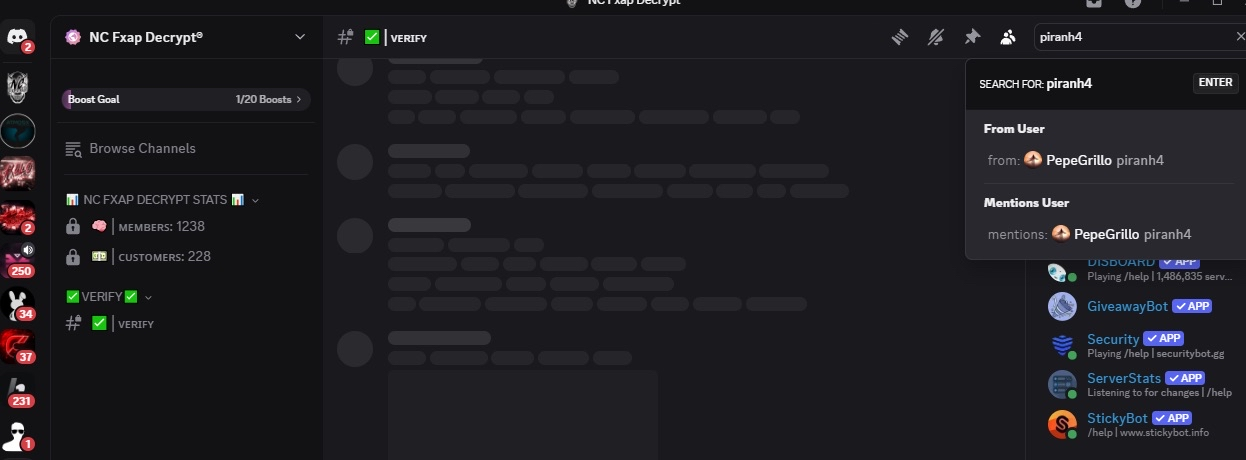 NC Fxap Decrypt
2
NC Fxap Decrypt®
VERIFY
piranh4
SEARCH FOR: piranh4
ENTER
Boost Goal
1/20 Boosts >
From User
from: PepeGrillo piranh4
Browse Channels
Mentions User
mentions: PepeGrillo piranh4
NC FXAP DECRYPT STATS
MEMBERS: 1238
CUSTOMERS: 228
2
250
VERIFY
VERIFY
34
37
231
1
DISBOARD APP
Playing /help | 1,486,835 serv...
GiveawayBot APP
Security APP
Playing /help | securitybot.gg
ServerStats APP
Listening to for changes | /help
StickyBot APP
/help | www.stickybot.info